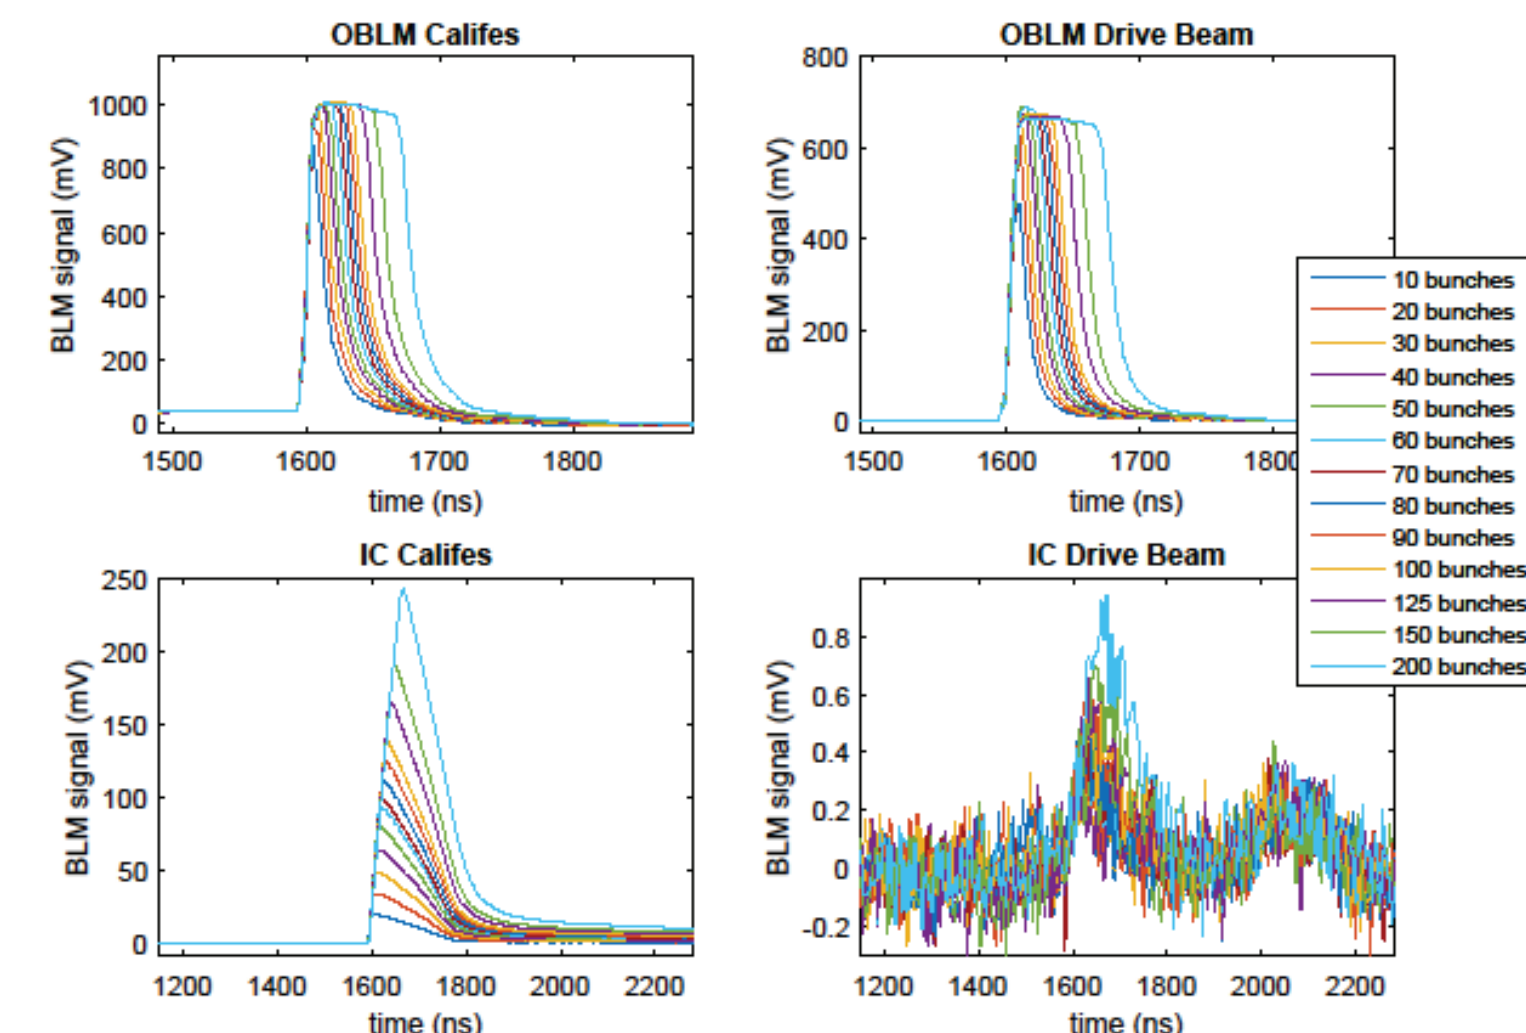 OBLM Califes
BLM signal (mV)
1000
800
600
400
200
0
1500 1600 1700 1800
time (ns)
OBLM Drive Beam
BLM signal (mV)
800
600
400
200
0
1500 1600 1700 1800
time (ns)
10 bunches
20 bunches
30 bunches
40 bunches
50 bunches
60 bunches
70 bunches
80 bunches
90 bunches
100 bunches
125 bunches
150 bunches
200 bunches
IC Califes
BLM signal (mV)
250
200
150
100
50
0
1200 1400 1600 1800 2000 2200
time (ns)
IC Drive Beam
BLM signal (mV)
0.8
0.6
0.4
0.2
0
-0.2
1200 1400 1600 1800 2000 2200
time (ns)